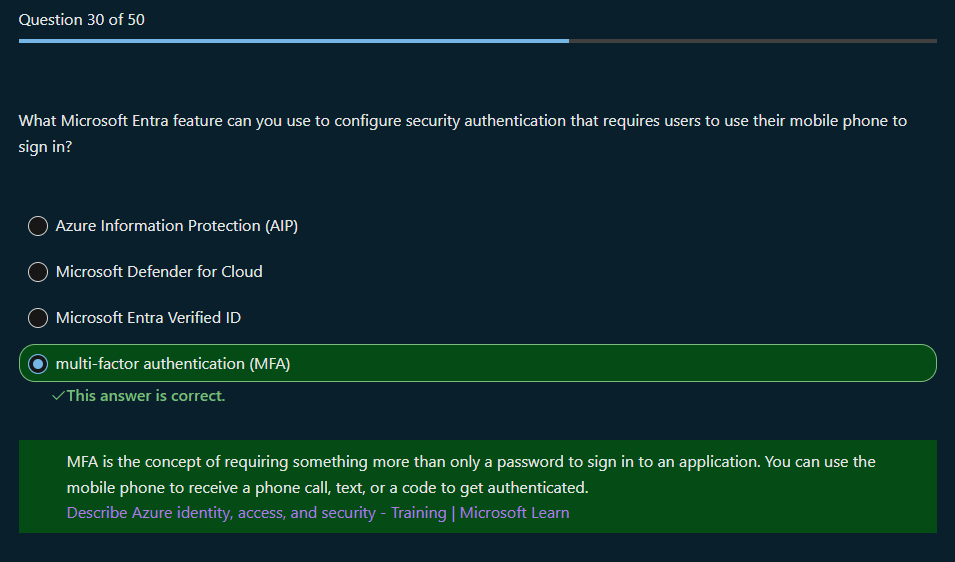 Question 30 of 50
What Microsoft Entra feature can you use to configure security authentication that requires users to use their mobile phone to
sign in?
Azure Information Protection (AIP)
Microsoft Defender for Cloud
Microsoft Entra Verified ID
multi-factor authentication (MFA)
This answer is correct.
MFA is the concept of requiring something more than only a password to sign in to an application. You can use the
mobile phone to receive a phone call, text, or a code to get authenticated.
Describe Azure identity, access, and security - Training | Microsoft Learn